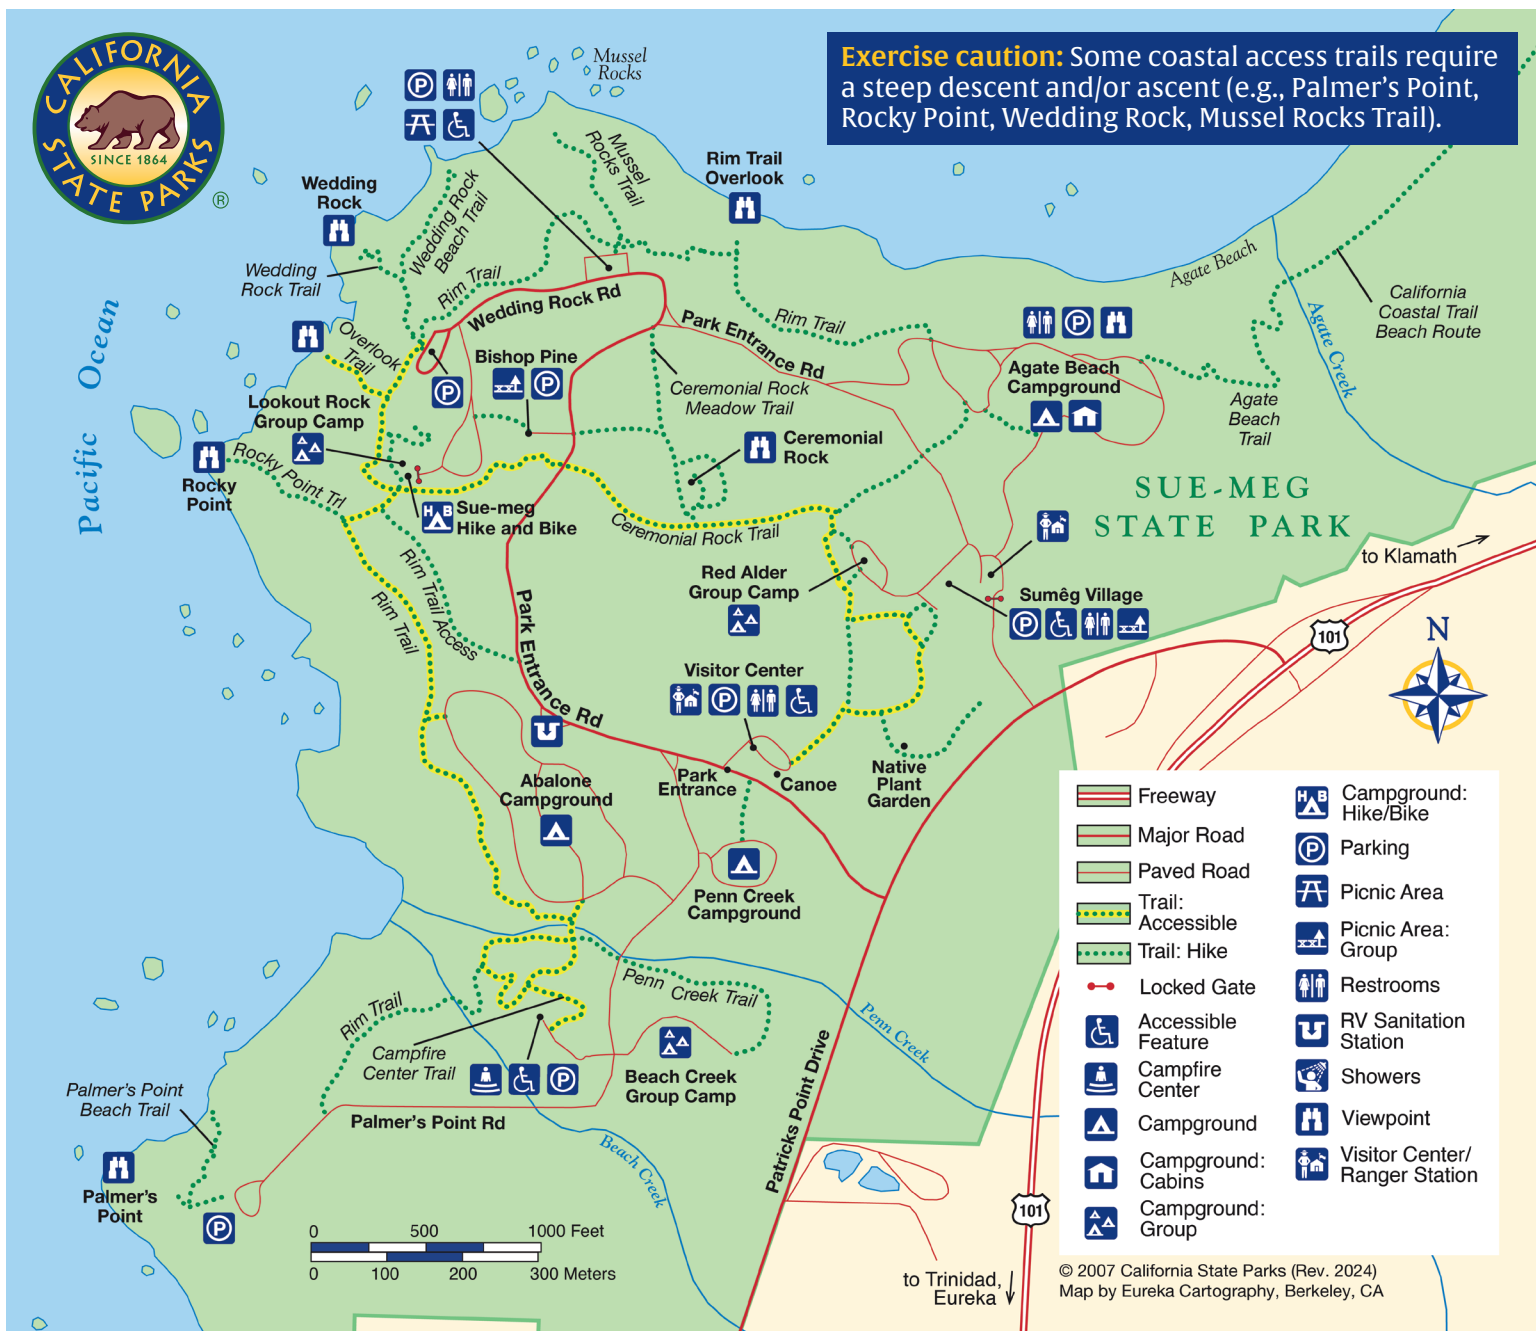 CALIFORNIA
STATE PARKS
SINCE 1864
®
Exercise caution: Some coastal access trails require
a steep descent and/or ascent (e.g., Palmer's Point,
Rocky Point, Wedding Rock, Mussel Rocks Trail).
Mussel
Rocks
Mussel
Rocks Trail
Rim Trail
Overlook
Wedding
Rock
Wedding Rock
Beach Trail
Wedding
Rock Trail
Rim Trail
Wedding Rock Rd
Agate Beach
Agate Creek
California
Coastal Trail
Beach Route
Pacific Ocean
Overlook
Trail
Bishop Pine
Park Entrance Rd
Rim Trail
Ceremonial Rock
Meadow Trail
Agate Beach
Campground
Agate
Beach
Trail
Lookout Rock
Group Camp
Ceremonial
Rock
Rocky Point Trl
Rocky
Point
H B
Sue-meg
Hike and Bike
Ceremonial Rock Trail
SUE-MEG
STATE PARK
to Klamath
Rim Trail Access
Rim Trail
Red Alder
Group Camp
Sumêg Village
101
N
Park Entrance Rd
Visitor Center
Park
Entrance
Canoe
Native
Plant
Garden
Abalone
Campground
Penn Creek
Campground
Penn Creek Trail
Penn Creek
Rim Trail
Campfire
Center Trail
Beach Creek
Group Camp
Palmer's Point
Beach Trail
Palmer's Point Rd
Beach Creek
Patricks Point Drive
Palmer's
Point
0 500 1000 Feet
0 100 200 300 Meters
101
to Trinidad,
Eureka
Freeway
Major Road
Paved Road
Trail:
Accessible
Trail: Hike
Locked Gate
Accessible
Feature
Campfire
Center
Campground
Campground:
Cabins
Campground:
Group
H B
Campground:
Hike/Bike
P
Parking
Picnic Area
Picnic Area:
Group
Restrooms
RV Sanitation
Station
Showers
Viewpoint
Visitor Center/
Ranger Station
© 2007 California State Parks (Rev. 2024)
Map by Eureka Cartography, Berkeley, CA